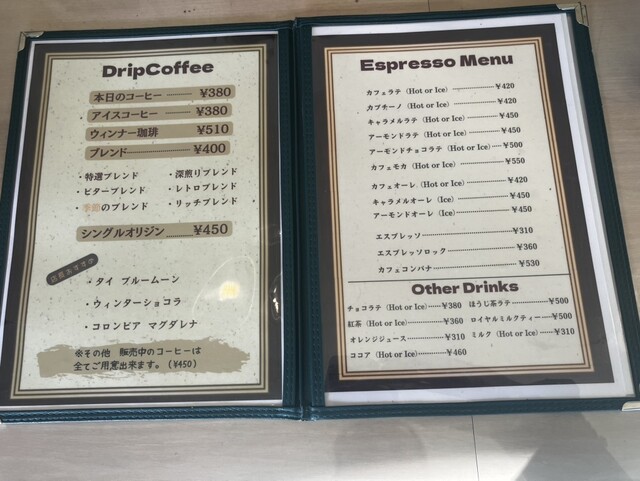 DripCoffee
本日のコーヒー ……… ¥380
アイスコーヒー ……… ¥380
ウィンナー珈琲 ……… ¥510
ブレンド ……… ¥400
・特選ブレンド ・深煎りブレンド
・ビターブレンド ・レトロブレンド
・季節のブレンド ・リッチブレンド
シングルオリジン ……… ¥450
店長おすすめ
・タイ ブルームーン
・ウィンターショコラ
・コロンビア マグダレナ
※その他 販売中のコーヒーは
全てご用意出来ます。(¥450)
Espresso Menu
カフェラテ (Hot or Ice) ……… ¥420
カプチーノ (Hot or Ice) ……… ¥420
キャラメルラテ (Hot or Ice) ……… ¥450
アーモンドラテ (Hot or Ice) ……… ¥450
アーモンドチョコラテ (Hot or Ice) ……… ¥500
カフェモカ (Hot or Ice) ……… ¥550
カフェオーレ (Hot or Ice) ……… ¥420
キャラメルオーレ (Ice) ……… ¥450
アーモンドオーレ (Ice) ……… ¥450
エスプレッソ ……… ¥310
エスプレッソロック ……… ¥360
カフェコンパナ ……… ¥530
Other Drinks
チョコラテ (Hot or Ice) …… ¥380 ほうじ茶ラテ ……… ¥500
紅茶 (Hot or Ice) ……… ¥360 ロイヤルミルクティー …… ¥500
オレンジジュース ……… ¥310 ミルク (Hot or Ice) …… ¥310
ココア (Hot or Ice) ……… ¥460